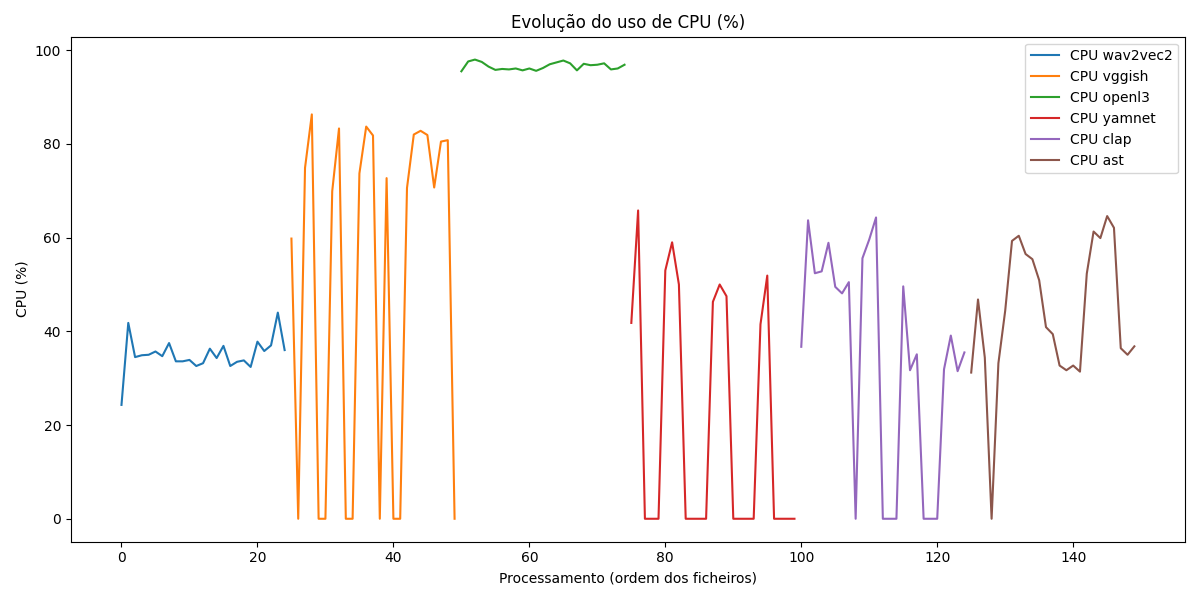 Evolução do uso de CPU (%)
CPU (%)
100
80
60
40
20
0
0 20 40 60 80 100 120 140
Processamento (ordem dos ficheiros)
CPU wav2vec2
CPU vggish
CPU openl3
CPU yamnet
CPU clap
CPU ast